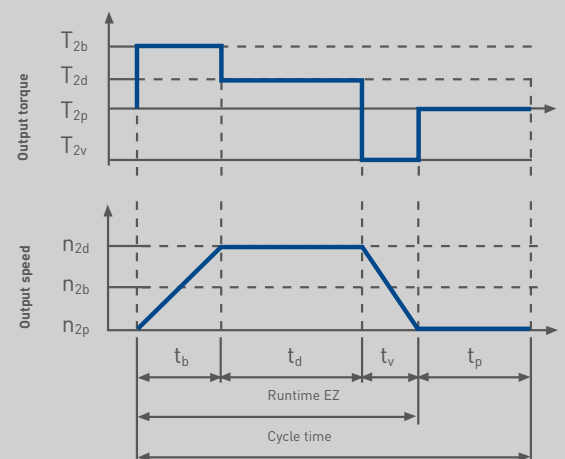 Output torque
T2b
T2d
T2p
T2v
Output speed
n2d
n2b
n2p
tb td tv tp
Runtime EZ
Cycle time